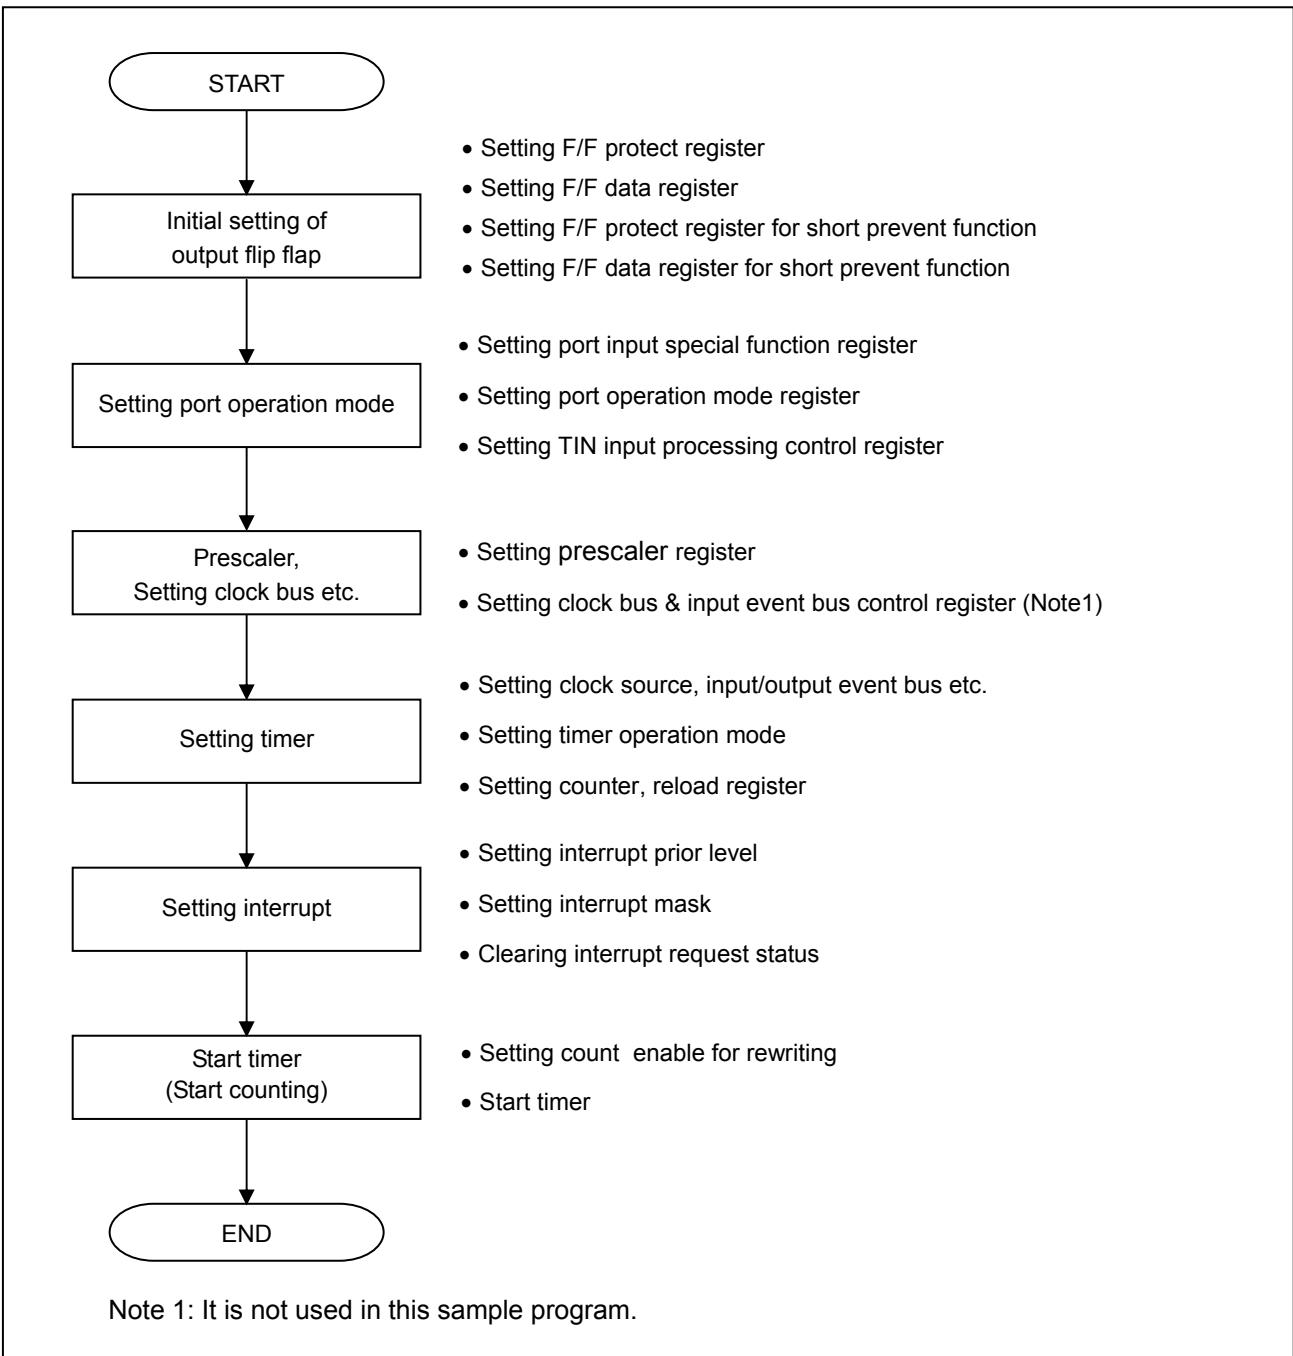 START
Initial setting of
output flip flap
• Setting F/F protect register
• Setting F/F data register
• Setting F/F protect register for short prevent function
• Setting F/F data register for short prevent function
Setting port operation mode
• Setting port input special function register
• Setting port operation mode register
• Setting TIN input processing control register
Prescaler,
Setting clock bus etc.
• Setting prescaler register
• Setting clock bus & input event bus control register (Note1)
Setting timer
• Setting clock source, input/output event bus etc.
• Setting timer operation mode
• Setting counter, reload register
Setting interrupt
• Setting interrupt prior level
• Setting interrupt mask
• Clearing interrupt request status
Start timer
(Start counting)
• Setting count  enable for rewriting
• Start timer
END
Note 1: It is not used in this sample program.